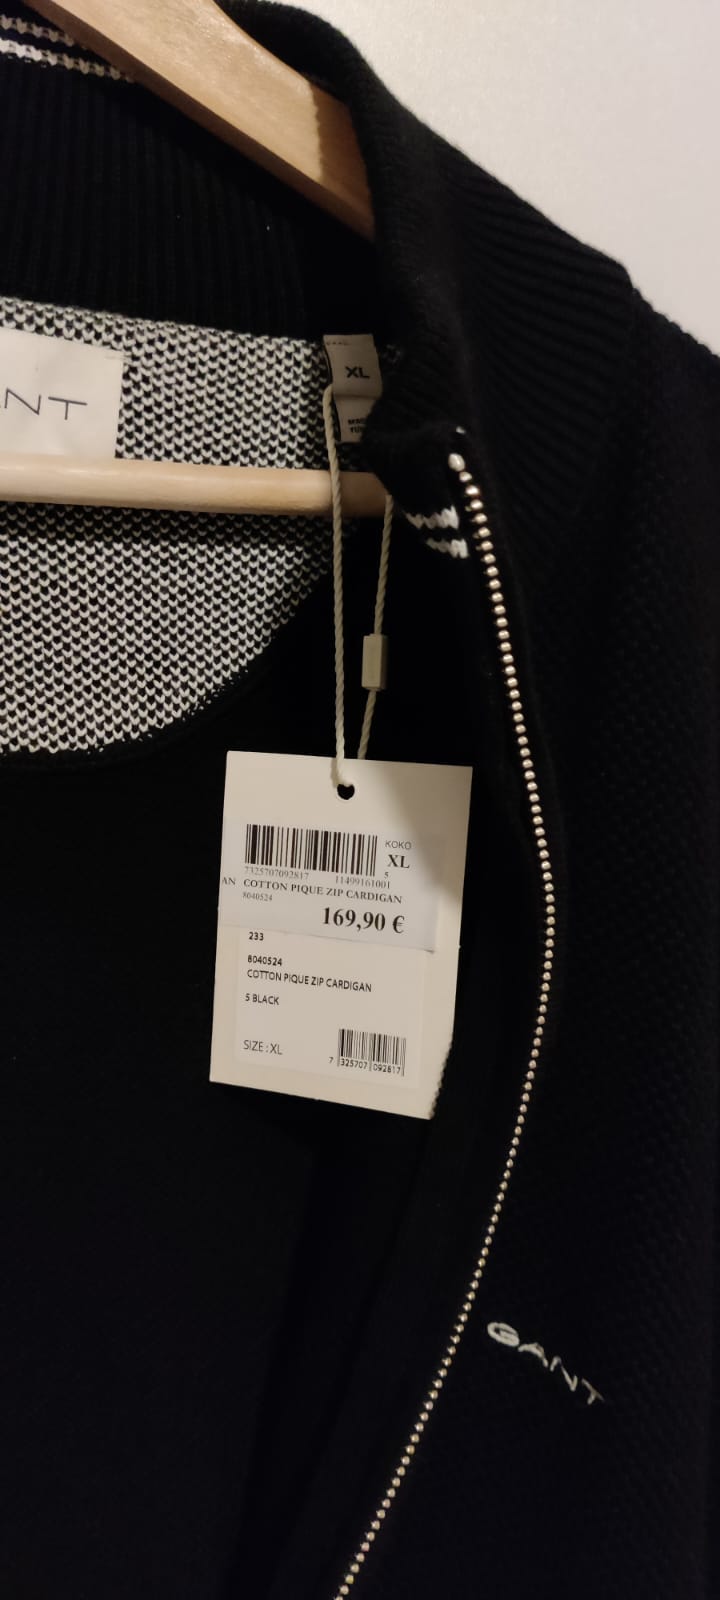 XL
NT
KOKO
XL
5
7325707092817 11499161001
AN COTTON PIQUE ZIP CARDIGAN
8040524
169,90 €
233
8040524
COTTON PIQUE ZIP CARDIGAN
5 BLACK
SIZE : XL
7 325707 092817
GANT